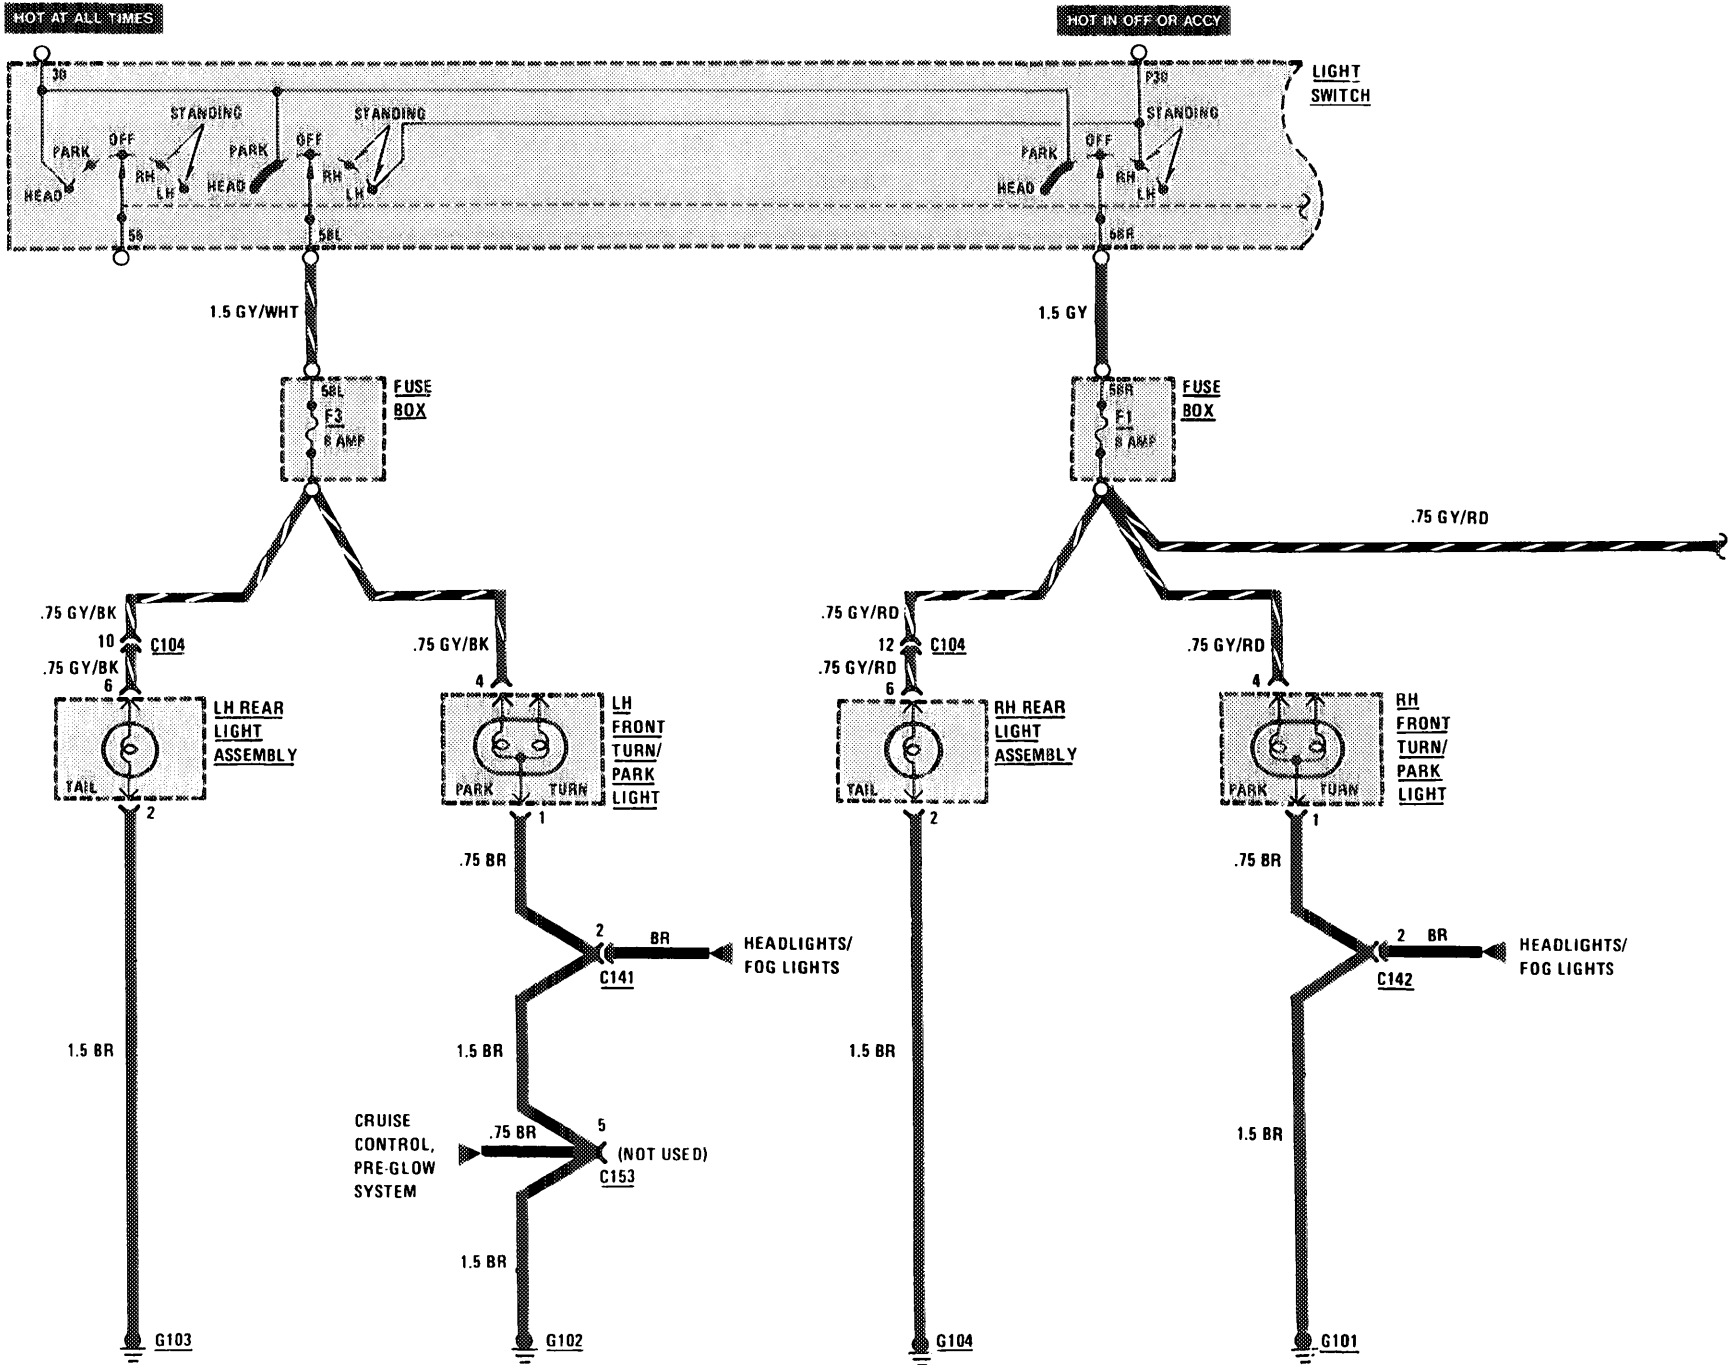 HOT AT ALL TIMES
HOT IN OFF OR ACCY
30
P30
LIGHT
SWITCH
STANDING
STANDING
STANDING
OFF
OFF
OFF
PARK
PARK
PARK
RH
RH
RH
HEAD
LH
HEAD
LH
HEAD
LH
56
58L
58R
1.5 GY/WHT
1.5 GY
58L
F3
8 AMP
FUSE
BOX
58R
F1
8 AMP
FUSE
BOX
.75 GY/RD
.75 GY/BK
10
C104
.75 GY/BK
6
.75 GY/BK
4
.75 GY/RD
12
C104
.75 GY/RD
6
.75 GY/RD
4
LH REAR
LIGHT
ASSEMBLY
TAIL
2
LH
FRONT
TURN/
PARK
LIGHT
PARK
TURN
1
RH REAR
LIGHT
ASSEMBLY
TAIL
2
RH
FRONT
TURN/
PARK
LIGHT
PARK
TURN
1
.75 BR
.75 BR
2
BR
HEADLIGHTS/
FOG LIGHTS
C141
2
BR
HEADLIGHTS/
FOG LIGHTS
C142
1.5 BR
1.5 BR
1.5 BR
1.5 BR
CRUISE
CONTROL,
PRE-GLOW
SYSTEM
.75 BR
5
(NOT USED)
C153
1.5 BR
G103
G102
G104
G101